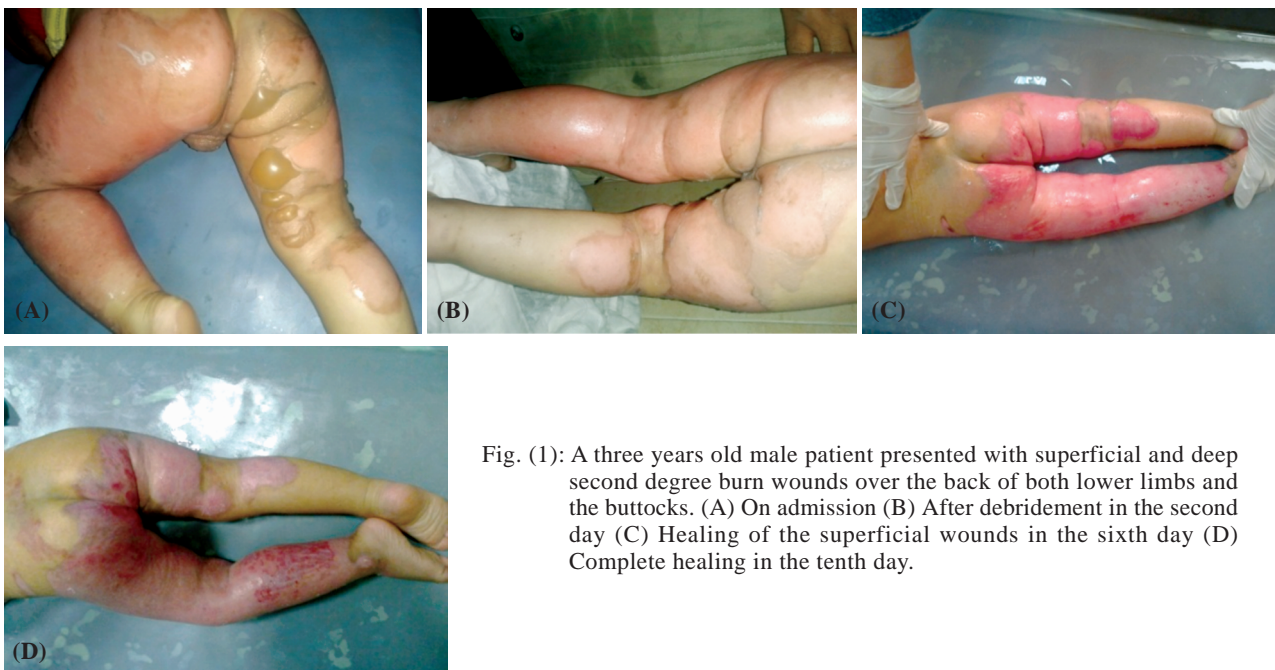 (A)
(B)
(C)
(D)
Fig. (1): A three years old male patient presented with superficial and deep
second degree burn wounds over the back of both lower limbs and
the buttocks. (A) On admission (B) After debridement in the second
day (C) Healing of the superficial wounds in the sixth day (D)
Complete healing in the tenth day.